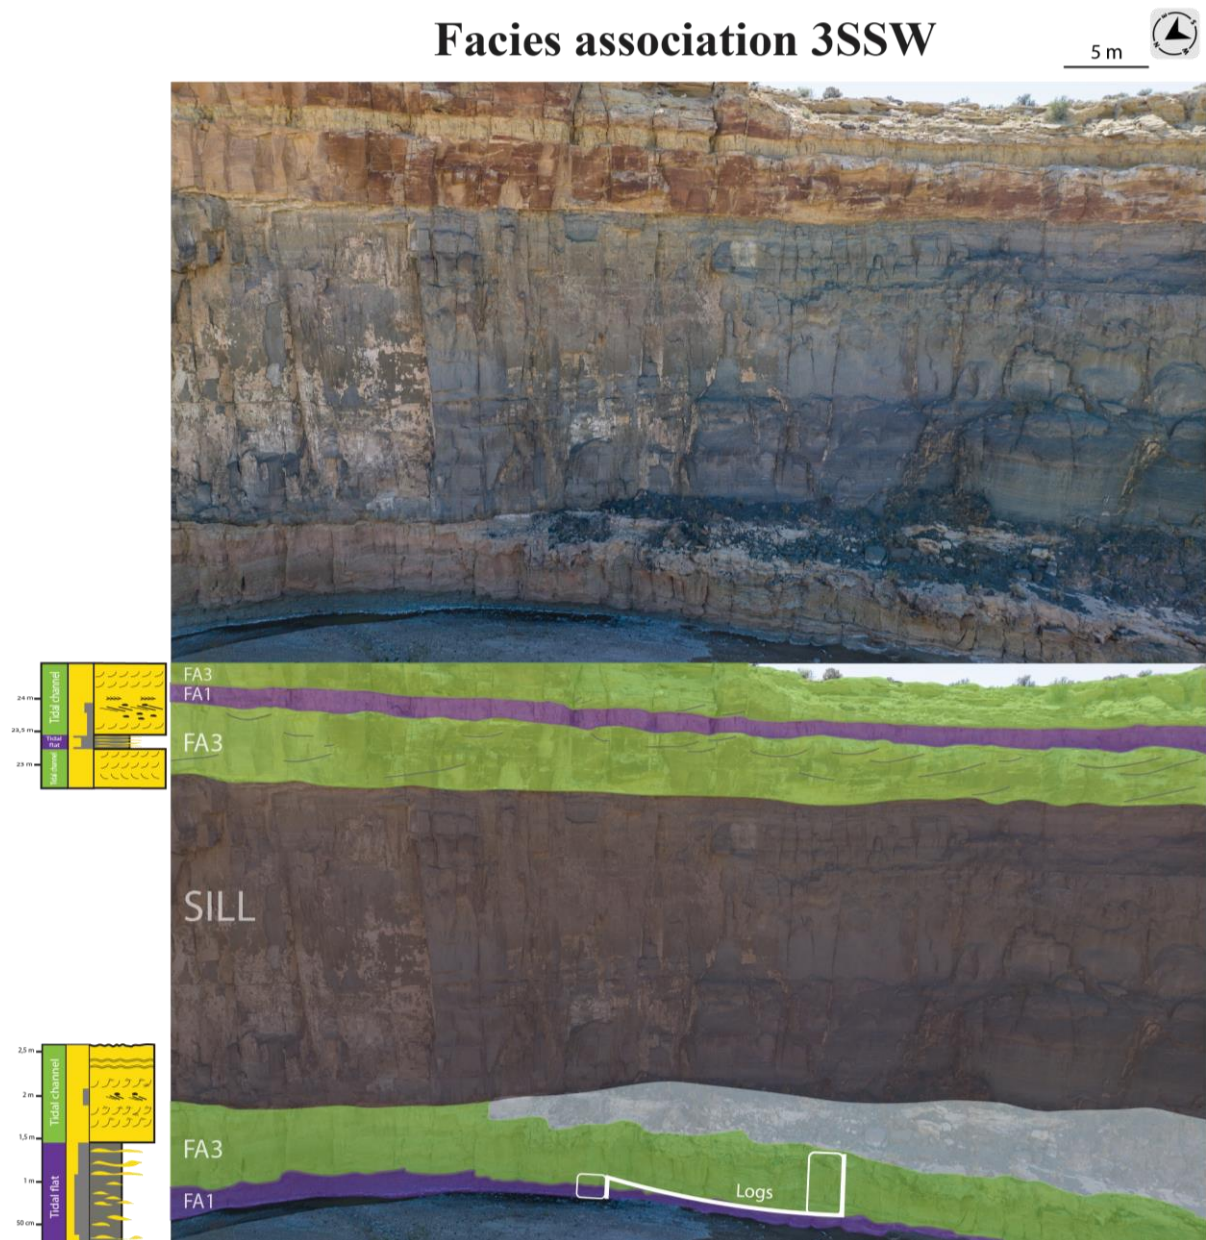 Facies association 3SSW
5 m
FA3
FA1
FA3
SILL
FA3
FA1
Logs
24 m
23,5 m
23 m
Tidal channel
Tidal flat
Tidal channel
2,5 m
2 m
1,5 m
1 m
50 cm
Tidal channel
Tidal flat